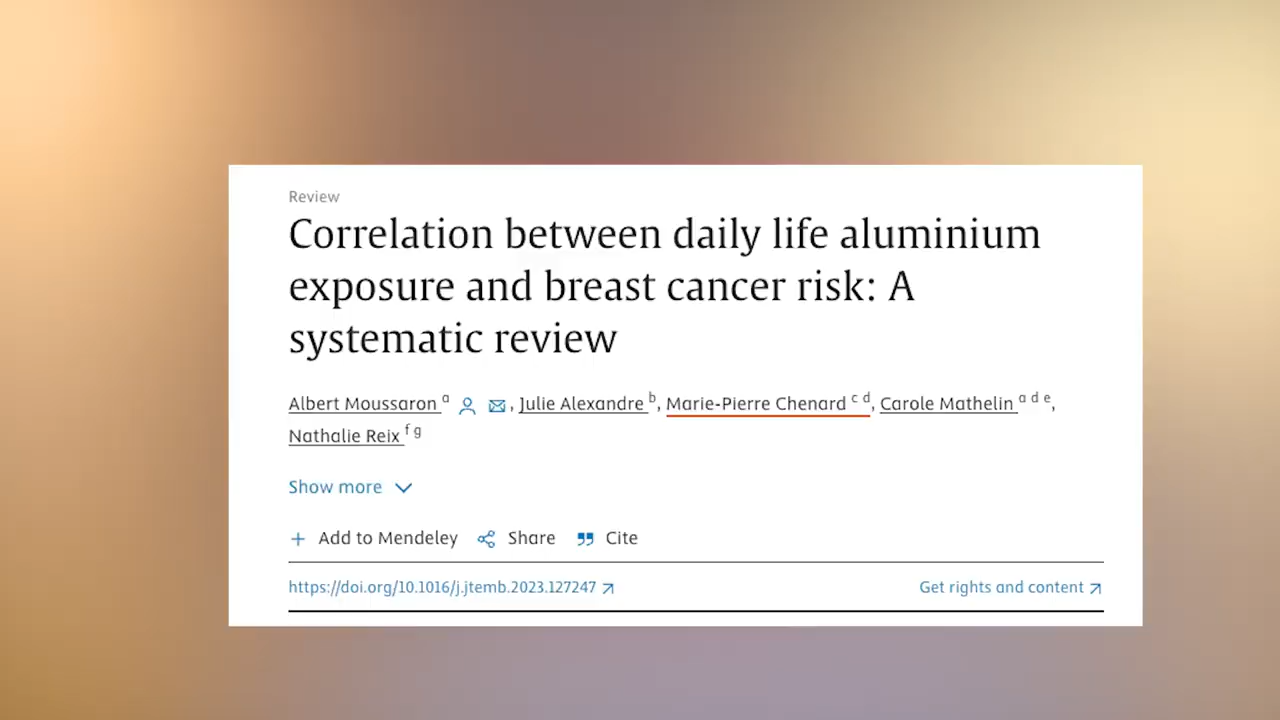 Review
Correlation between daily life aluminium
exposure and breast cancer risk: A
systematic review
Albert Moussaron a , Julie Alexandre b, Marie-Pierre Chenard c d, Carole Mathelin a d e,
Nathalie Reix f g
Show more
+ Add to Mendeley Share Cite
https://doi.org/10.1016/j.jtemb.2023.127247 Get rights and content